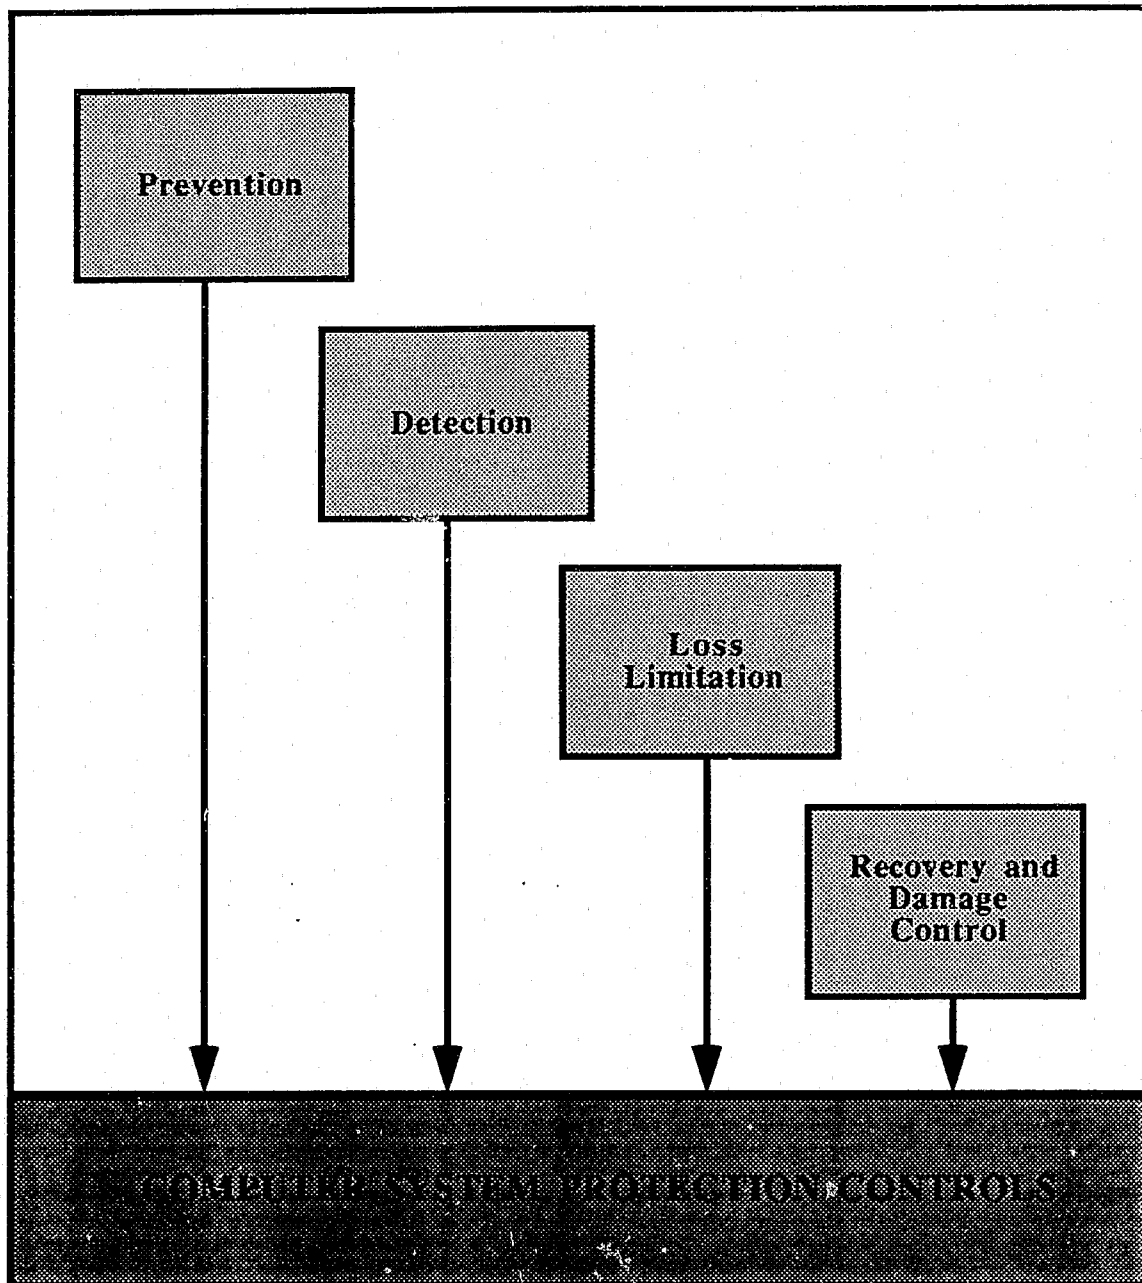 Prevention
Detection
Loss
Limitation
Recovery and
Damage
Control
COMPUTER SYSTEM PROTECTION CONTROLS